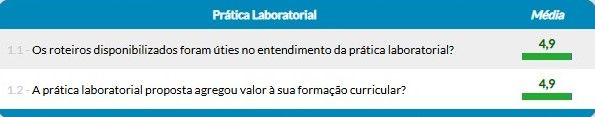 Prática Laboratorial Média
1.1 - Os roteiros disponibilizados foram úties no entendimento da prática laboratorial? 4,9
1.2 - A prática laboratorial proposta agregou valor à sua formação curricular? 4,9